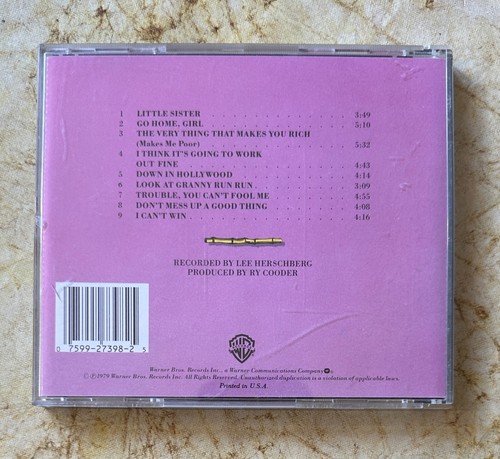 1 LITTLE SISTER . . . . . . . . . . . . 3:49
2 GO HOME, GIRL . . . . . . . . . . . . 5:10
3 THE VERY THING THAT MAKES YOU RICH
(Makes Me Poor) . . . . . . . . . . . . 5:32
4 I THINK IT'S GOING TO WORK
OUT FINE . . . . . . . . . . . . 4:43
5 DOWN IN HOLLYWOOD . . . . . . . . . 4:14
6 LOOK AT GRANNY RUN RUN . . . . . . . 3:09
7 TROUBLE, YOU CAN'T FOOL ME . . . . . 4:55
8 DON'T MESS UP A GOOD THING . . . . . 4:08
9 I CAN'T WIN . . . . . . . . . . . . 4:16
RECORDED BY LEE HERSCHBERG
PRODUCED BY RY COODER
0 7599-27398-2 5
WB
Warner Bros. Records Inc., a Warner Communications Company
© ℗ 1979 Warner Bros. Records Inc. All Rights Reserved. Unauthorized duplication is a violation of applicable laws.
Printed in U.S.A.